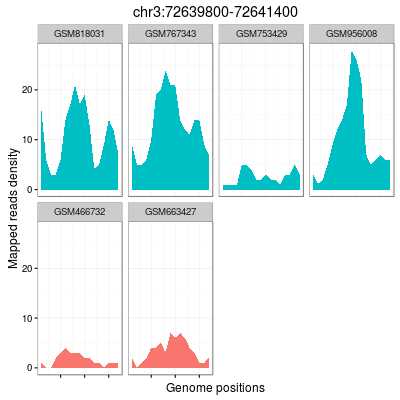 chr3:72639800-72641400
GSM818031 GSM767343 GSM753429 GSM956008
20
10
0
GSM466732 GSM663427
20
10
0
Mapped reads density
Genome positions